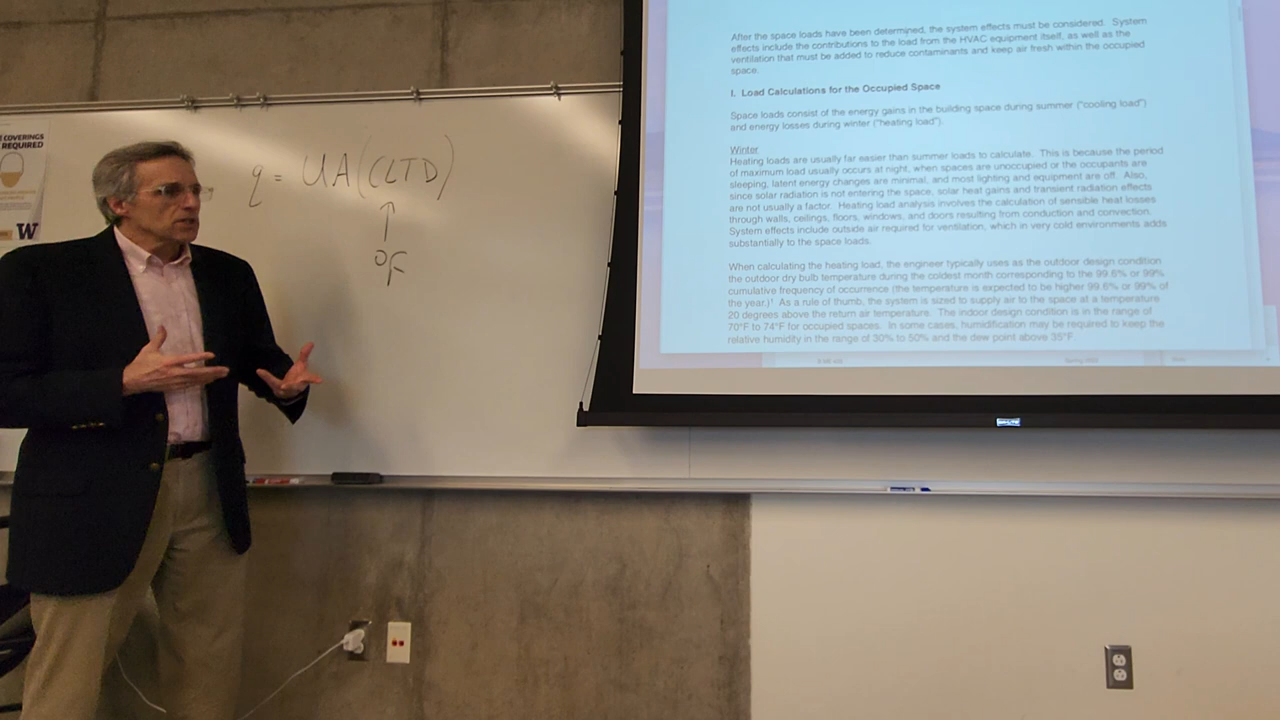 E COVERINGS
REQUIRED
W
q = UA(CLTD)
↑
°F
After the space loads have been determined, the system effects must be considered. System
effects include the contributions to the load from the HVAC equipment itself, as well as the
ventilation that must be added to reduce contaminants and keep air fresh within the occupied
space.
I. Load Calculations for the Occupied Space
Space loads consist of the energy gains in the building space during summer ("cooling load")
and energy losses during winter ("heating load").
Winter
Heating loads are usually far easier than summer loads to calculate. This is because the period
of maximum load usually occurs at night, when spaces are unoccupied or the occupants are
sleeping, latent energy changes are minimal, and most lighting and equipment are off. Also,
since solar radiation is not entering the space, solar heat gains and transient radiation effects
are not usually a factor. Heating load analysis involves the calculation of sensible heat losses
through walls, ceilings, floors, windows, and doors resulting from conduction and convection.
System effects include outside air required for ventilation, which in very cold environments adds
substantially to the space loads.
When calculating the heating load, the engineer typically uses as the outdoor design condition
the outdoor dry bulb temperature during the coldest month corresponding to the 99.6% or 99%
cumulative frequency of occurrence (the temperature is expected to be higher 99.6% or 99% of
the year.)¹ As a rule of thumb, the system is sized to supply air to the space at a temperature
20 degrees above the return air temperature. The indoor design condition is in the range of
70°F to 74°F for occupied spaces. In some cases, humidification may be required to keep the
relative humidity in the range of 30% to 50% and the dew point above 35°F.